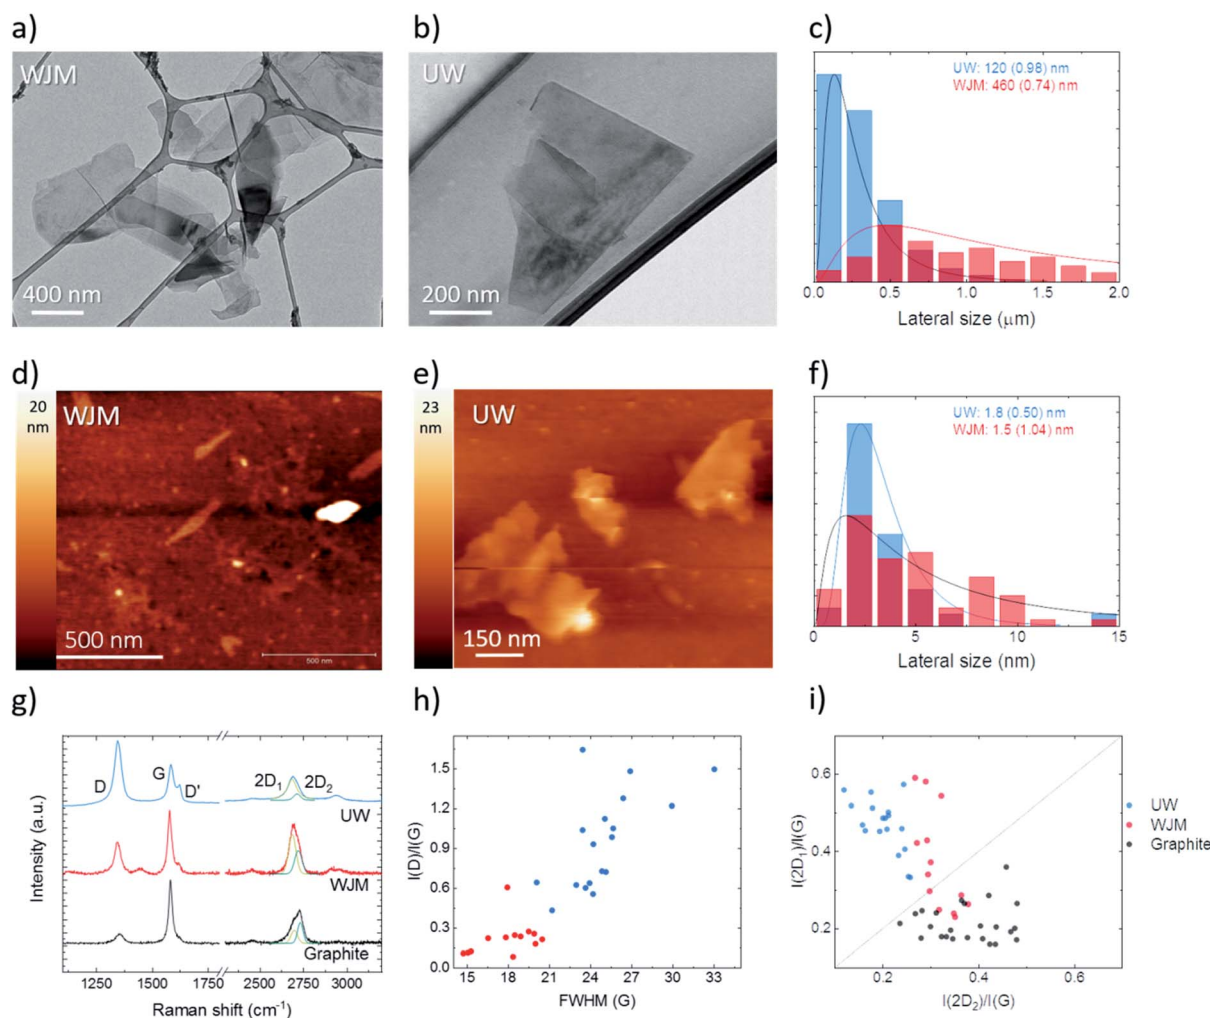 a)
WJM
400 nm
b)
UW
200 nm
c)
UW: 120 (0.98) nm
WJM: 460 (0.74) nm
0.0 0.5 1.0 1.5 2.0
Lateral size (μm)
d)
20
nm
WJM
500 nm
500 nm
e)
23
nm
UW
150 nm
f)
UW: 1.8 (0.50) nm
WJM: 1.5 (1.04) nm
0 5 10 15
Lateral size (nm)
g)
Intensity (a.u.)
D
G
D'
2D₁
2D₂
UW
WJM
Graphite
1250 1500 1750 2500 2750 3000
Raman shift (cm⁻¹)
h)
I(D)/I(G)
1.5
1.2
0.9
0.6
0.3
0.0
15 18 21 24 27 30 33
FWHM (G)
i)
I(2D₁)/I(G)
0.6
0.4
0.2
0.2 0.4 0.6
I(2D₂)/I(G)
UW
WJM
Graphite